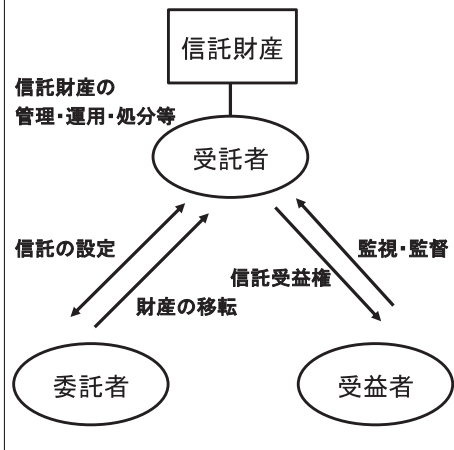 信託財産
信託財産の
管理・運用・処分等
受託者
信託の設定
監視・監督
信託受益権
財産の移転
委託者
受益者